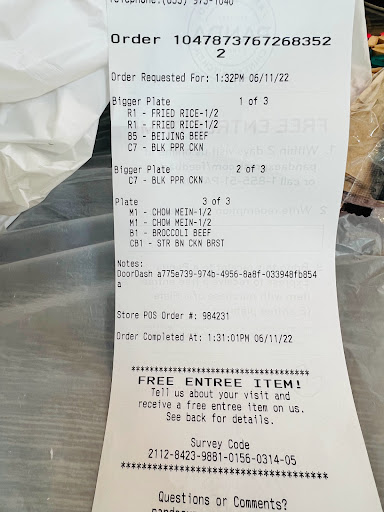 Order 1047873767268352
2
Order Requested For: 1:32PM 06/11/22
Bigger Plate 1 of 3
R1 - FRIED RICE-1/2
R1 - FRIED RICE-1/2
B5 - BEIJING BEEF
C7 - BLK PPR CKN
Bigger Plate 2 of 3
C7 - BLK PPR CKN
Plate 3 of 3
M1 - CHOW MEIN-1/2
M1 - CHOW MEIN-1/2
B1 - BROCCOLI BEEF
CB1 - STR BN CKN BRST
Notes:
DoorDash a775e739-974b-4956-8a8f-033948fb854
a
Store POS Order #: 984231
Order Completed At: 1:31:01PM 06/11/22
********************************
FREE ENTREE ITEM!
Tell us about your visit and
receive a free entree item on us.
See back for details.
Survey Code
2112-8423-9881-0156-0314-05
********************************
Questions or Comments?